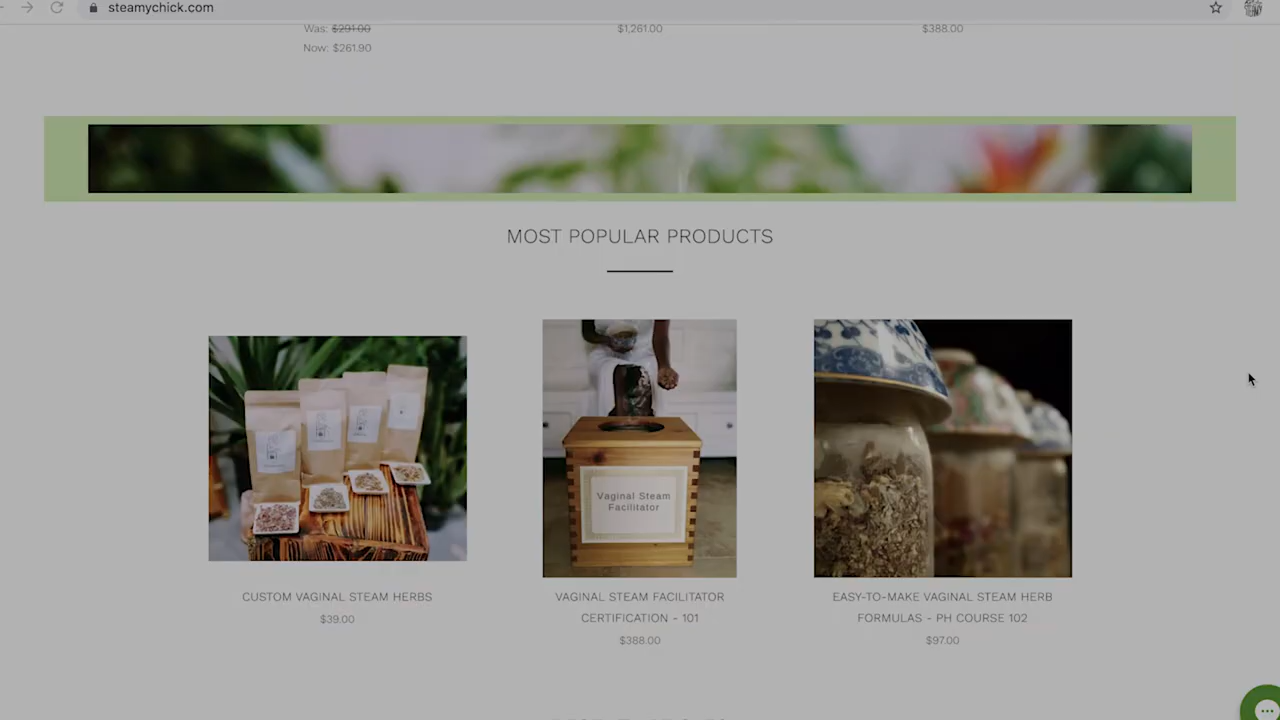 steamychick.com
Was: $291.00
$1,261.00
$388.00
Now: $261.90
MOST POPULAR PRODUCTS
Vaginal Steam
Facilitator
CUSTOM VAGINAL STEAM HERBS
$39.00
VAGINAL STEAM FACILITATOR
CERTIFICATION - 101
$388.00
EASY-TO-MAKE VAGINAL STEAM HERB
FORMULAS - PH COURSE 102
$97.00